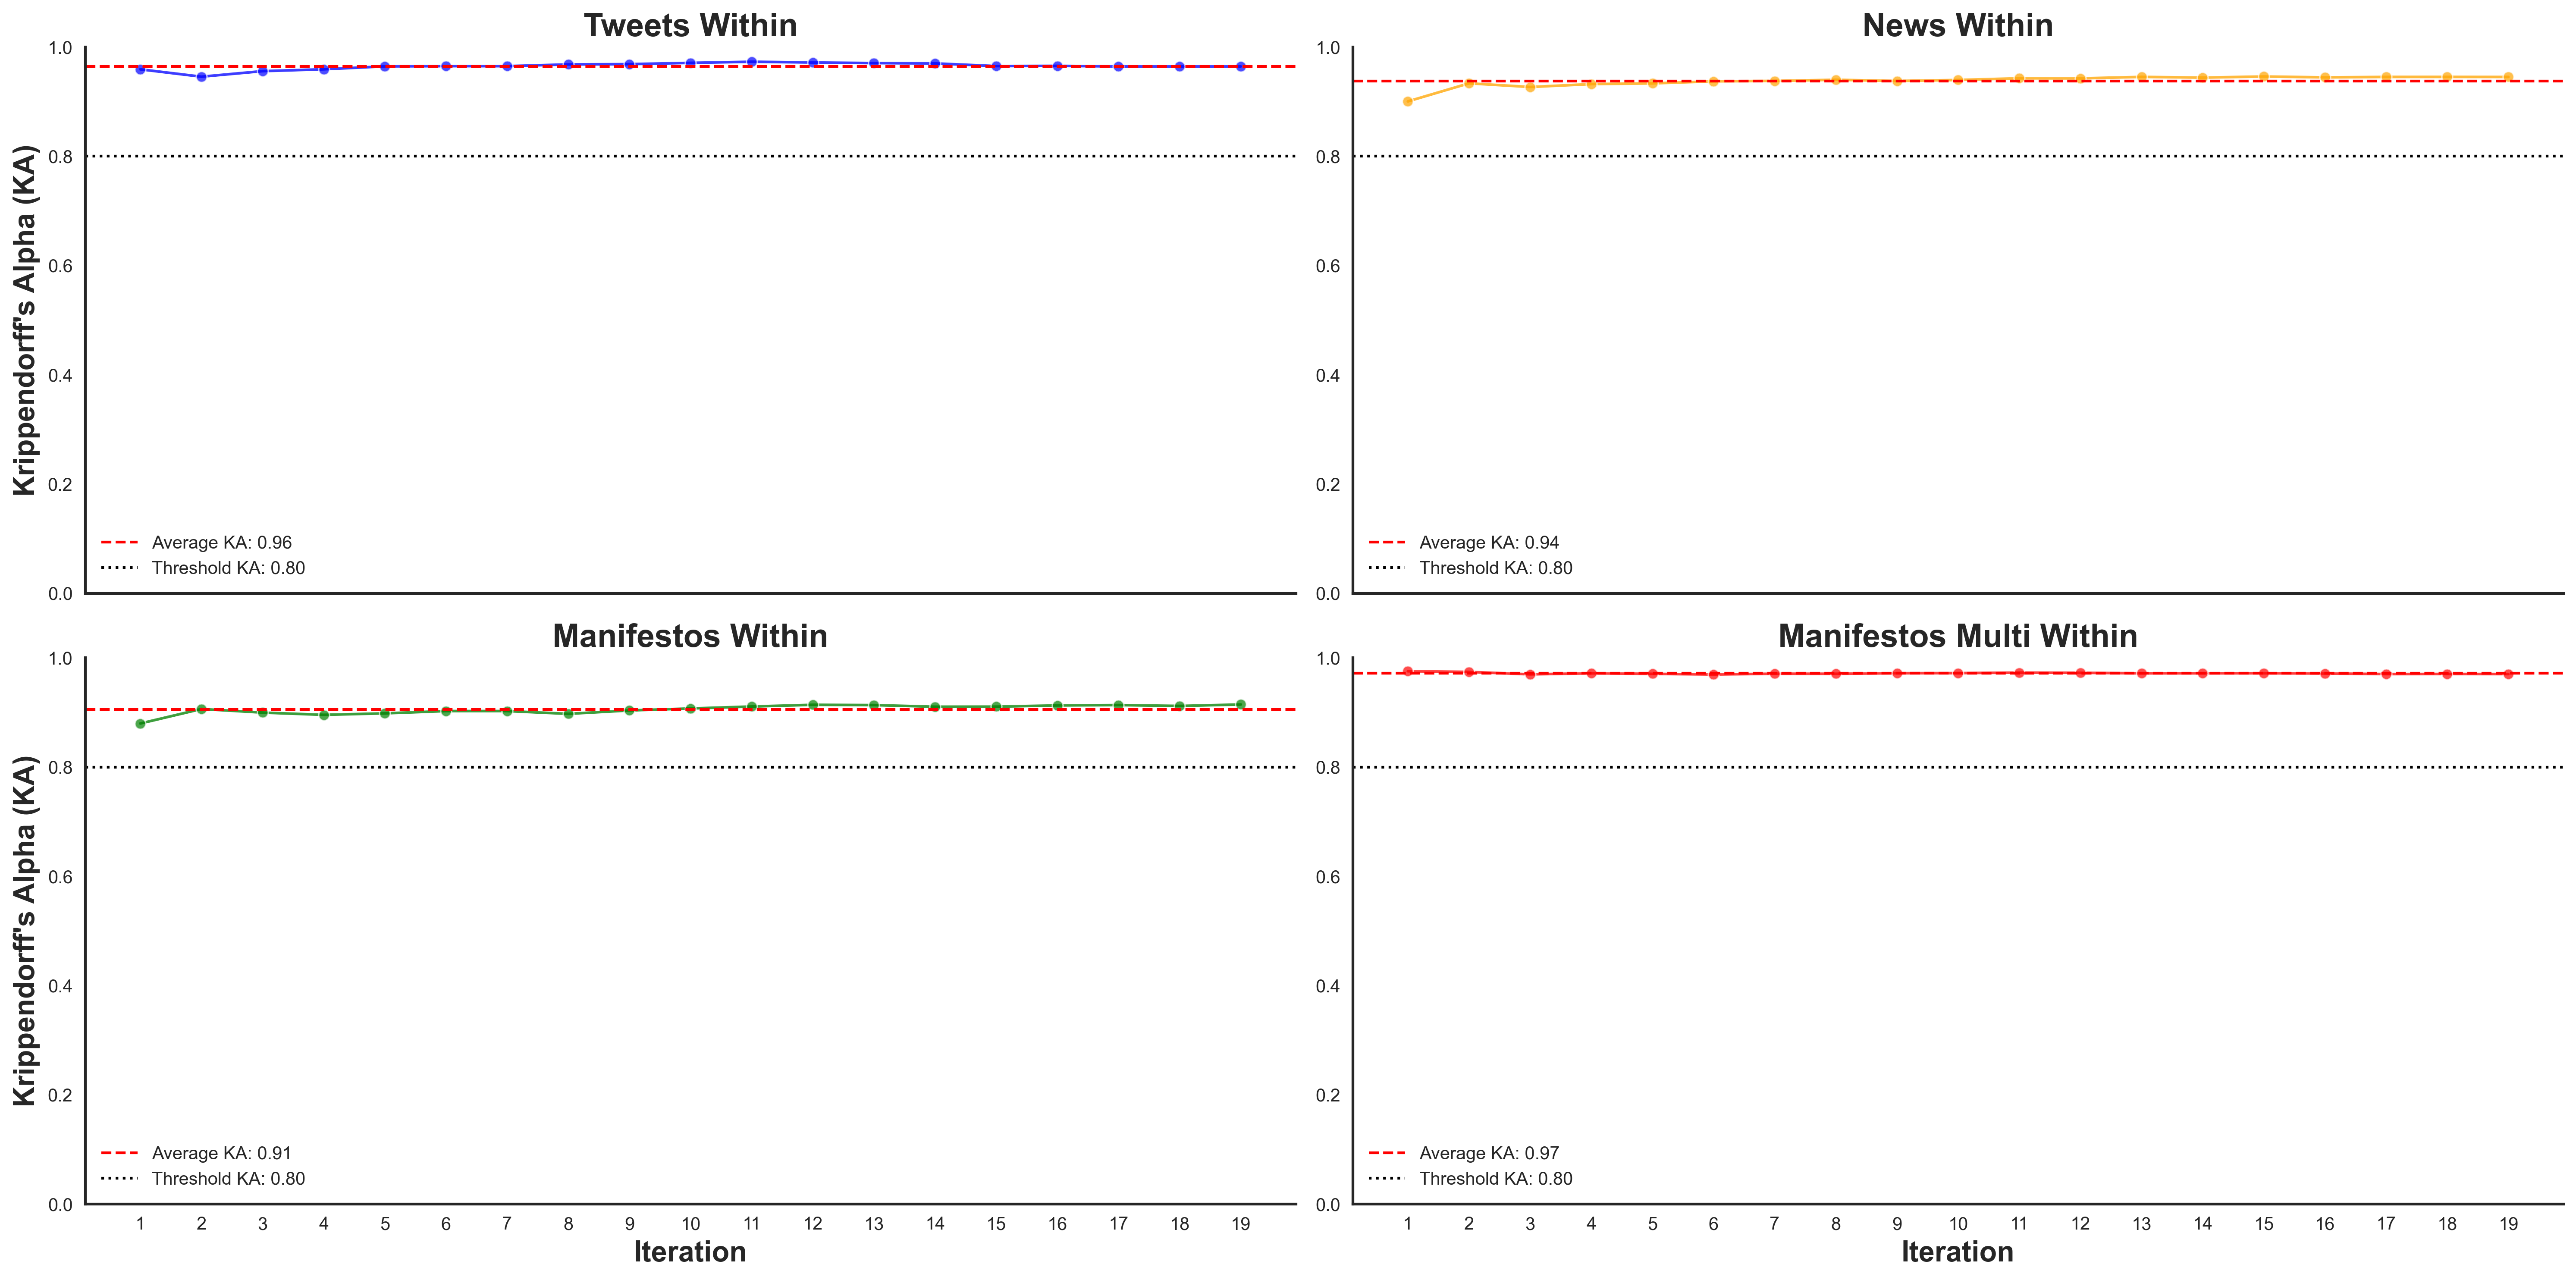 Tweets Within
1.0
0.8
0.6
0.4
0.2
0.0
Krippendorff's Alpha (KA)
Average KA: 0.96
Threshold KA: 0.80
News Within
1.0
0.8
0.6
0.4
0.2
0.0
Average KA: 0.94
Threshold KA: 0.80
Manifestos Within
1.0
0.8
0.6
0.4
0.2
0.0
Krippendorff's Alpha (KA)
Average KA: 0.91
Threshold KA: 0.80
1 2 3 4 5 6 7 8 9 10 11 12 13 14 15 16 17 18 19
Iteration
Manifestos Multi Within
1.0
0.8
0.6
0.4
0.2
0.0
Average KA: 0.97
Threshold KA: 0.80
1 2 3 4 5 6 7 8 9 10 11 12 13 14 15 16 17 18 19
Iteration